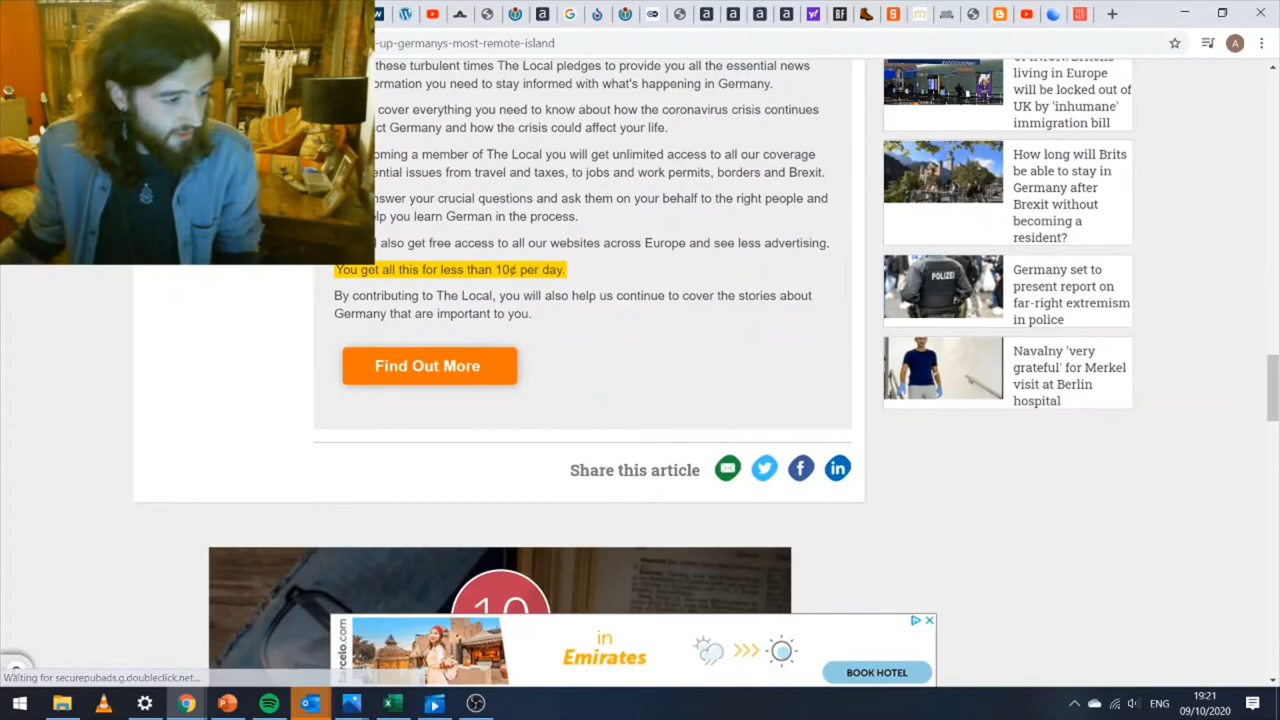 -up-germanys-most-remote-island
these turbulent times The Local pledges to provide you all the essential news
ormation you need to stay informed with what's happening in Germany.
cover everything you need to know about how the coronavirus crisis continues
ct Germany and how the crisis could affect your life.
oming a member of The Local you will get unlimited access to all our coverage
ential issues from travel and taxes, to jobs and work permits, borders and Brexit.
nswer your crucial questions and ask them on your behalf to the right people and
elp you learn German in the process.
l also get free access to all our websites across Europe and see less advertising.
You get all this for less than 10¢ per day.
By contributing to The Local, you will also help us continue to cover the stories about
Germany that are important to you.
Find Out More
Share this article
living in Europe
will be locked out of
UK by 'inhumane'
immigration bill
How long will Brits
be able to stay in
Germany after
Brexit without
becoming a
resident?
POLIZEI
Germany set to
present report on
far-right extremism
in police
Navalny 'very
grateful' for Merkel
visit at Berlin
hospital
10
barcelo.com
in
Emirates
>>>
BOOK HOTEL
Waiting for securepubads.g.doubleclick.net...
ENG
19:21
09/10/2020